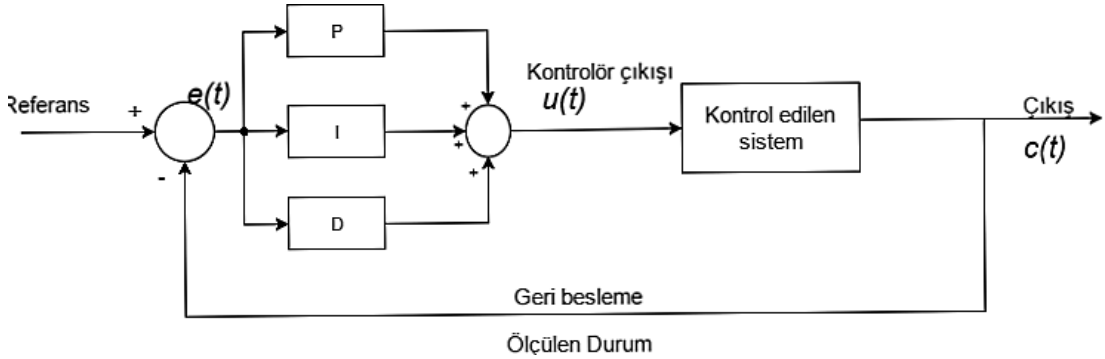 P
Kontrolör çıkışı
e(t)
u(t)
Referans
+
+
I
+
Kontrol edilen
sistem
Çıkış
c(t)
-
+
D
Geri besleme
Ölçülen Durum